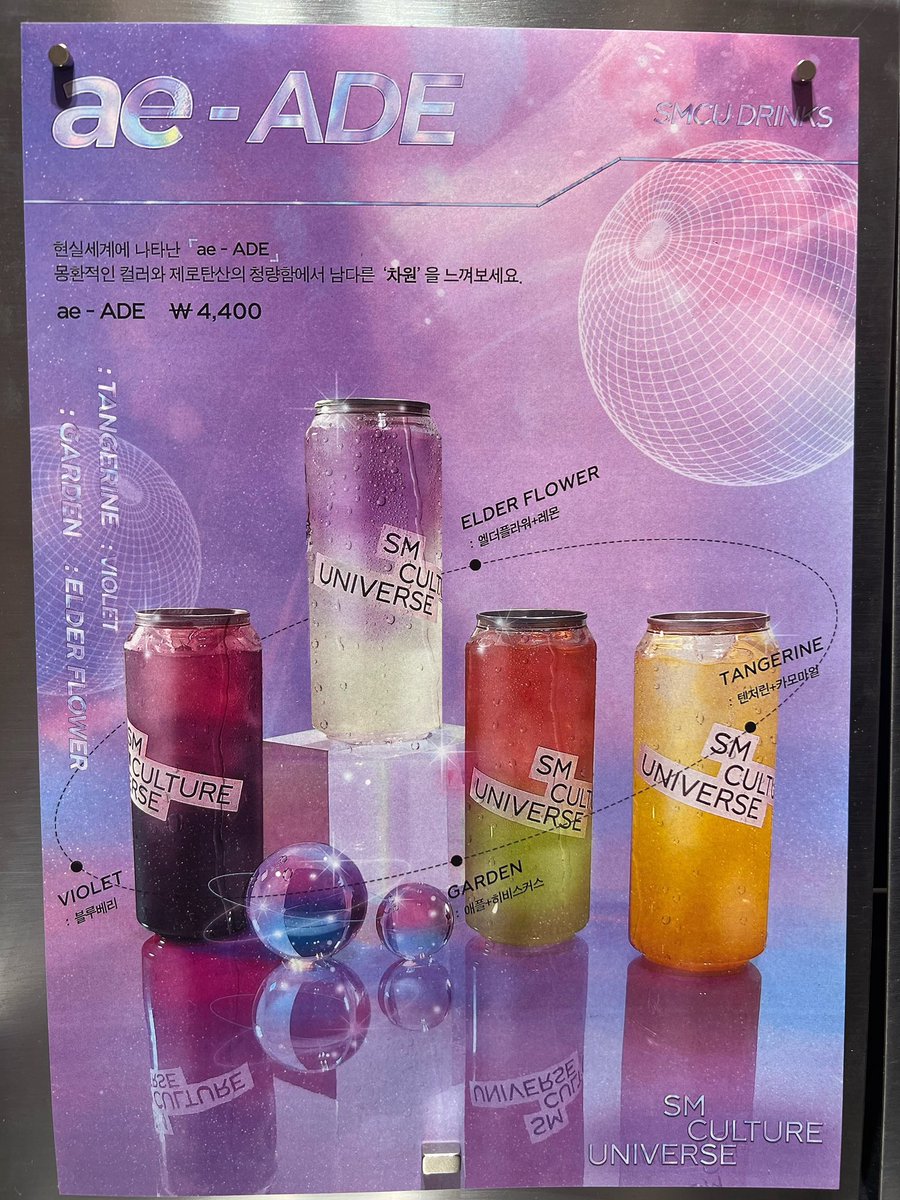 ae - ADE
SMCU DRINKS
현실세계에 나타난 「ae - ADE」
몽환적인 컬러와 제로탄산의 청량함에서 남다른 ‘차원’ 을 느껴보세요.
ae - ADE ₩ 4,400
: TANGERINE : VIOLET
: GARDEN : ELDER FLOWER
ELDER FLOWER
: 엘더플라워+레몬
SM
CULT
UNIVERSE
TANGERINE
: 텐저린+카모마일
SM
CULTURE
ERSE
SM
CULT
UNIVERSE
SM
CULT
UNIVERSE
VIOLET
: 블루베리
GARDEN
: 애플+히비스커스
SM
CULTURE
UNIVERSE